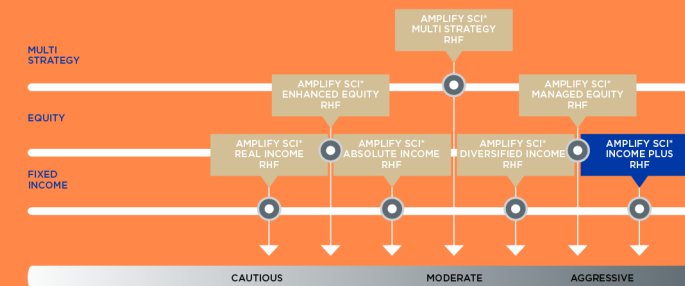 AMPLIFY SCI*
MULTI STRATEGY
RHF
MULTI
STRATEGY
AMPLIFY SCI*
ENHANCED EQUITY
RHF
AMPLIFY SCI*
MANAGED EQUITY
RHF
EQUITY
AMPLIFY SCI*
REAL INCOME
RHF
AMPLIFY SCI*
ABSOLUTE INCOME
RHF
AMPLIFY SCI*
DIVERSIFIED INCOME
RHF
AMPLIFY SCI*
INCOME PLUS
RHF
FIXED
INCOME
CAUTIOUS
MODERATE
AGGRESSIVE